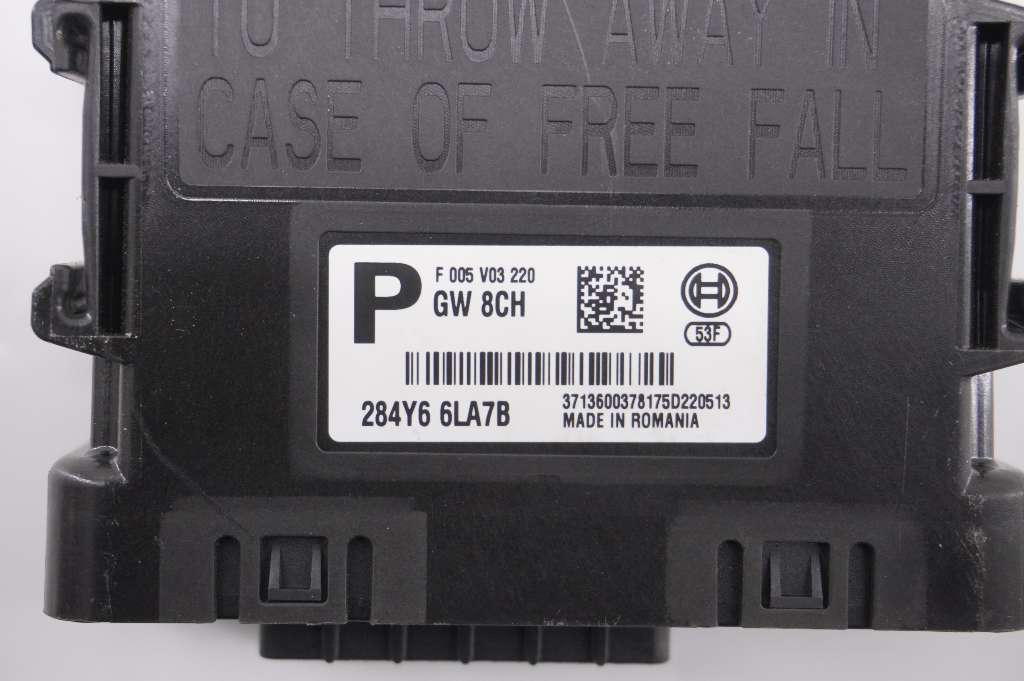 TO THROW AWAY IN
CASE OF FREE FALL
P
F 005 V03 220
GW 8CH
53F
284Y6 6LA7B
3713600378175D220513
MADE IN ROMANIA